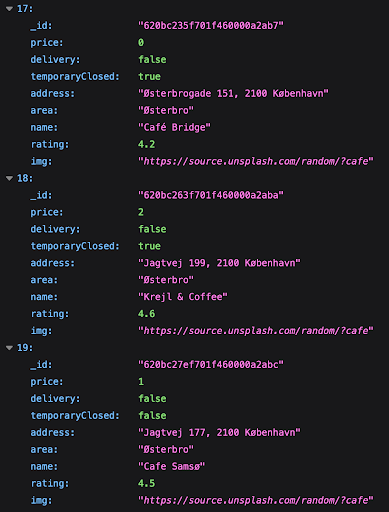 17:
_id: "620bc235f701f460000a2ab7"
price: 0
delivery: false
temporaryClosed: true
address: "Østerbrogade 151, 2100 København"
area: "Østerbro"
name: "Café Bridge"
rating: 4.2
img: "https://source.unsplash.com/random/?cafe
18:
_id: "620bc263f701f460000a2aba"
price: 2
delivery: false
temporaryClosed: true
address: "Jagtvej 199, 2100 København"
area: "Østerbro"
name: "Krejl & Coffee"
rating: 4.6
img: "https://source.unsplash.com/random/?cafe
19:
_id: "620bc27ef701f460000a2abc"
price: 1
delivery: false
temporaryClosed: false
address: "Jagtvej 177, 2100 København"
area: "Østerbro"
name: "Cafe Samsø"
rating: 4.5
img: "https://source.unsplash.com/random/?cafe